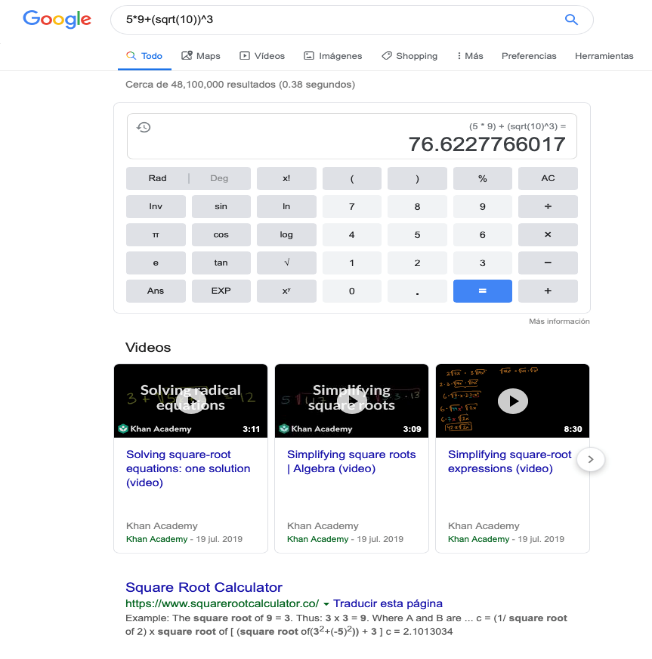 Google
5*9+(sqrt(10))^3
Todo Maps Vídeos Imágenes Shopping Más Preferencias Herramientas
Cerca de 48,100,000 resultados (0.38 segundos)
(5 * 9) + (sqrt(10)^3) =
76.6227766017
Rad | Deg x! ( ) % AC
Inv sin ln 7 8 9 ÷
π cos log 4 5 6 ×
e tan √ 1 2 3 −
Ans EXP xʸ 0 . = +
Más información
Videos
Solving radical equations
Khan Academy 3:11
Simplifying square roots
Khan Academy 3:09
8:30
Solving square-root
equations: one solution
(video)
Khan Academy
Khan Academy - 19 jul. 2019
Simplifying square roots
| Algebra (video)
Khan Academy
Khan Academy - 19 jul. 2019
Simplifying square-root
expressions (video)
Khan Academy
Khan Academy - 19 jul. 2019
Square Root Calculator
https://www.squarerootcalculator.co/ Traducir esta página
Example: The square root of 9 = 3. Thus: 3 x 3 = 9. Where A and B are ... c = (1/ square root
of 2) x square root of [ (square root of(3²+(-5)²)) + 3 ] c = 2.1013034